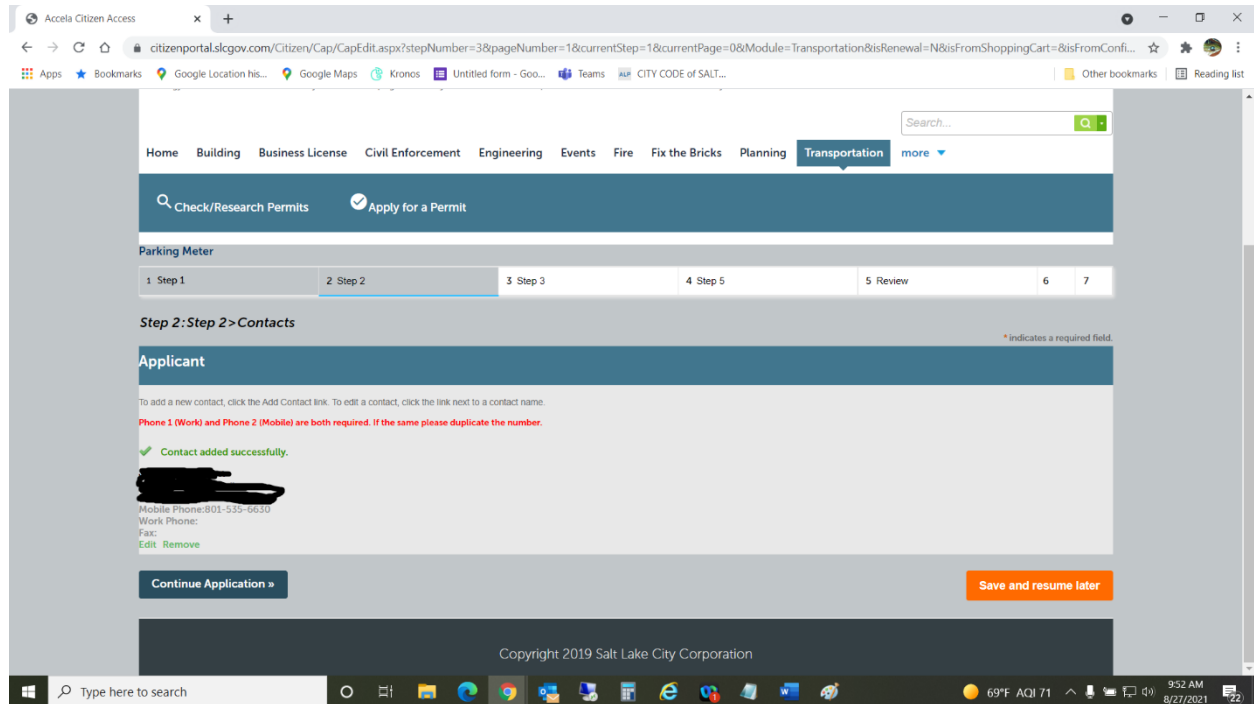 Accela Citizen Access
citizenportal.slcgov.com/Citizen/Cap/CapEdit.aspx?stepNumber=3&pageNumber=1&currentStep=1&currentPage=0&Module=Transportation&isRenewal=N&isFromShoppingCart=&isFromConfi...
Apps Bookmarks Google Location his... Google Maps Kronos Untitled form - Goo... Teams ALP CITY CODE of SALT... Other bookmarks Reading list
Search...
Home Building Business License Civil Enforcement Engineering Events Fire Fix the Bricks Planning Transportation more
Check/Research Permits Apply for a Permit
Parking Meter
1 Step 1 2 Step 2 3 Step 3 4 Step 5 5 Review 6 7
Step 2:Step 2>Contacts
* indicates a required field.
Applicant
To add a new contact, click the Add Contact link. To edit a contact, click the link next to a contact name.
Phone 1 (Work) and Phone 2 (Mobile) are both required. If the same please duplicate the number.
Contact added successfully.
Mobile Phone:801-535-6630
Work Phone:
Fax:
Edit Remove
Continue Application » Save and resume later
Copyright 2019 Salt Lake City Corporation
Type here to search 69°F AQI 71 9:52 AM
8/27/2021 22